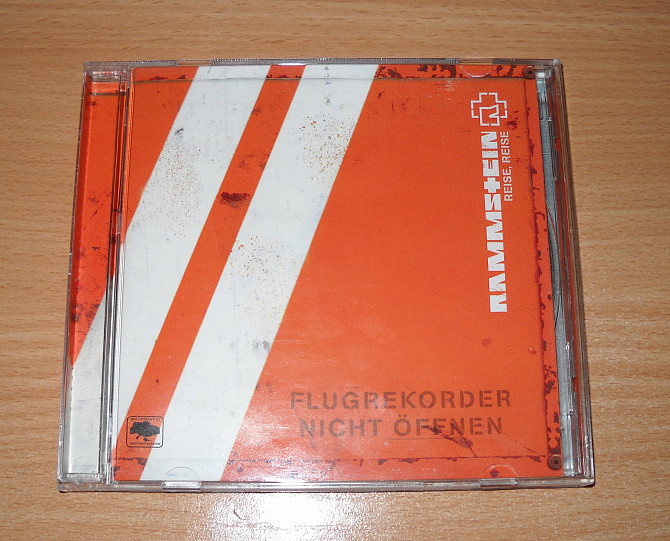 RAMMSTEIN
REISE, REISE
FLUGREKORDER
NICHT ÖFFNEN